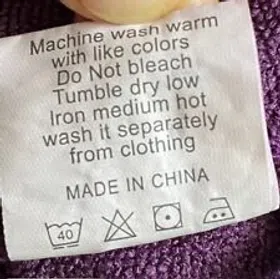 Machine wash warm
with like colors
Do Not bleach
Tumble dry low
Iron medium hot
wash it separately
from clothing
MADE IN CHINA
40